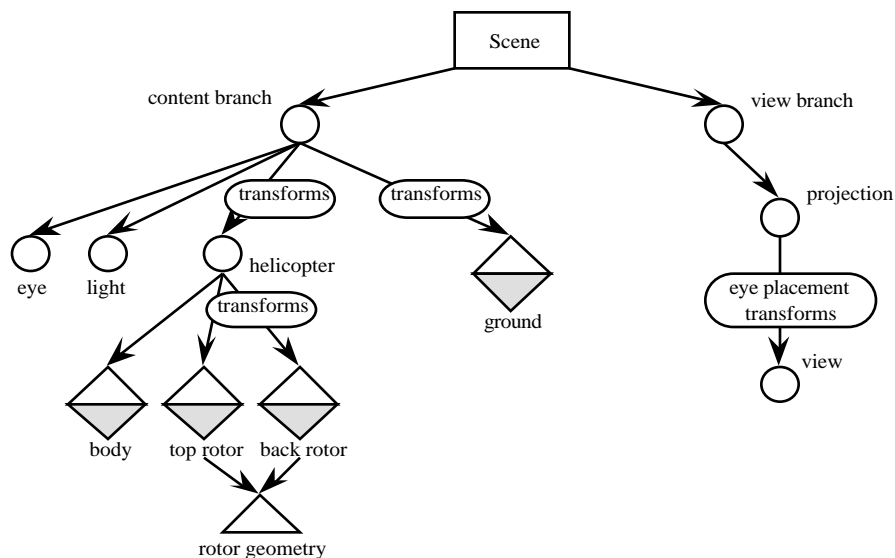 Scene
content branch
view branch
transforms
transforms
projection
eye
light
helicopter
transforms
ground
eye placement
transforms
view
body
top rotor
back rotor
rotor geometry